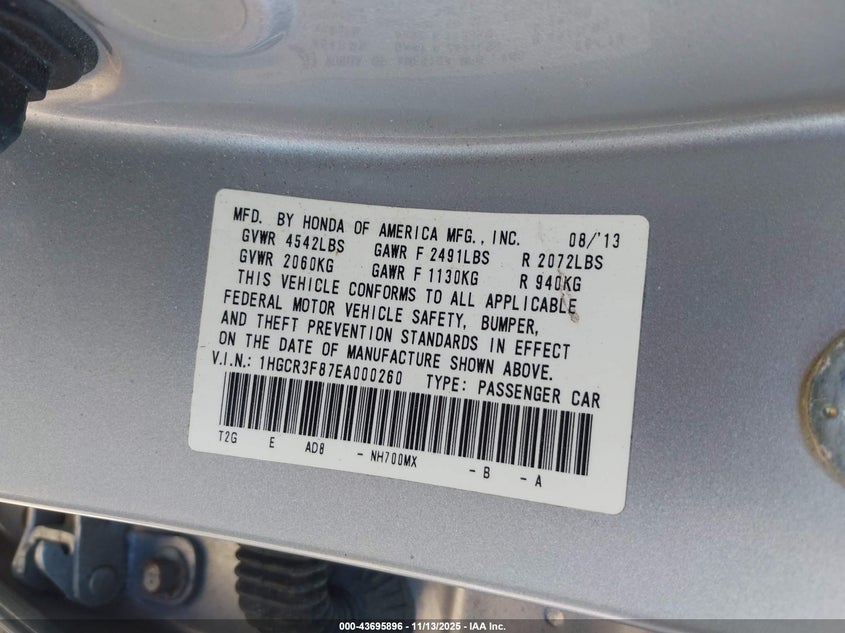 MFD. BY HONDA OF AMERICA MFG., INC. 08/'13
GVWR 4542LBS GAWR F 2491LBS R 2072LBS
GVWR 2060KG GAWR F 1130KG R 940KG
THIS VEHICLE CONFORMS TO ALL APPLICABLE
FEDERAL MOTOR VEHICLE SAFETY, BUMPER,
AND THEFT PREVENTION STANDARDS IN EFFECT
ON THE DATE OF MANUFACTURE SHOWN ABOVE.
V.I.N.: 1HGCR3F87EA000260 TYPE: PASSENGER CAR
T2G E AD8 - NH700MX - B - A
000-43695896 - 11/13/2025 - IAA Inc.